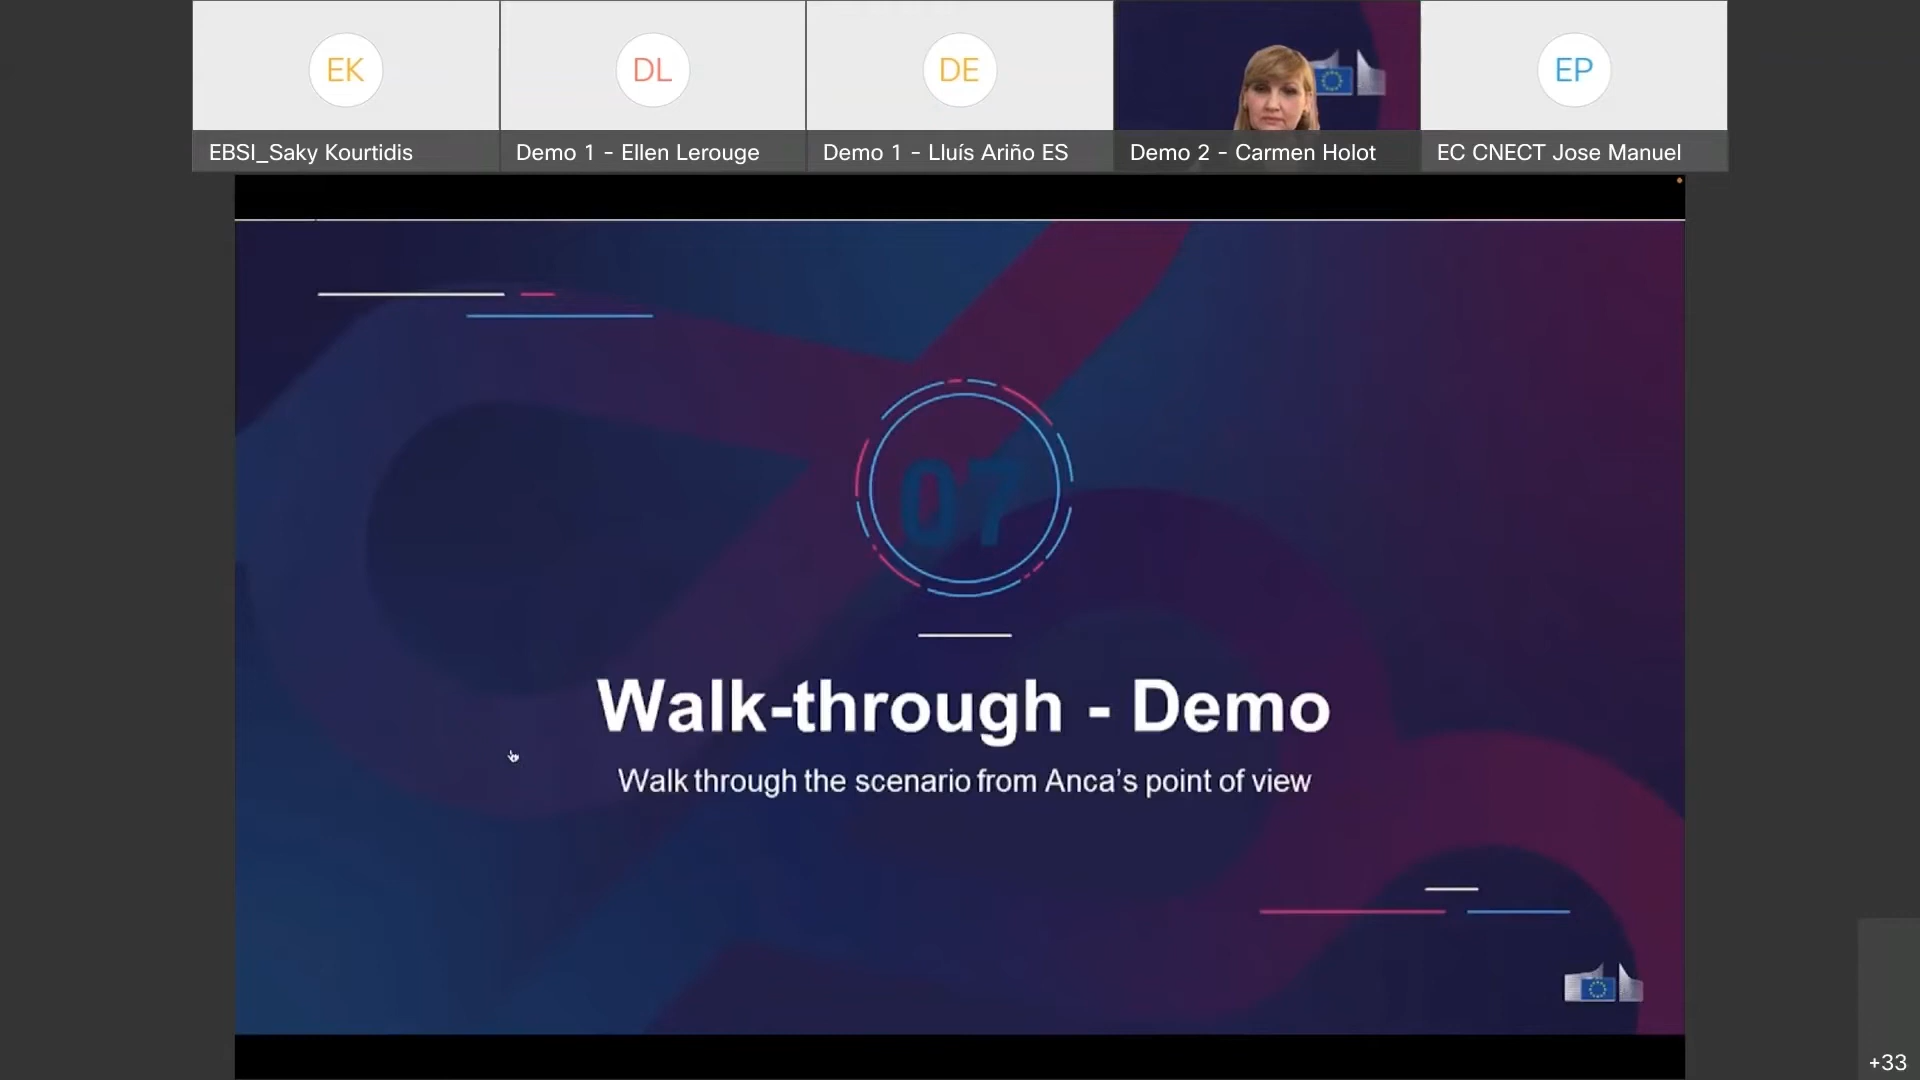 EK
DL
DE
EP
EBSI_Saky Kourtidis
Demo 1 - Ellen Lerouge
Demo 1 - Lluís Ariño ES
Demo 2 - Carmen Holot
EC CNECT Jose Manuel
07
Walk-through - Demo
Walk through the scenario from Anca's point of view
+33